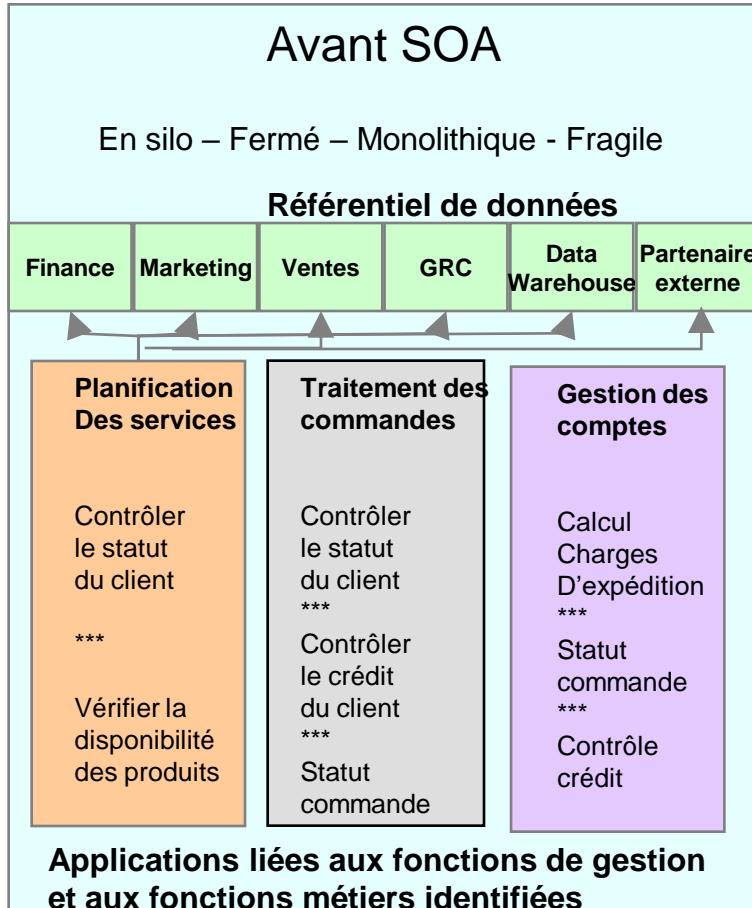 Avant SOA
En silo – Fermé – Monolithique - Fragile
Référentiel de données
Finance
Marketing
Ventes
GRC
Data
Warehouse
Partenaire
externe
Planification
Des services
Contrôler
le statut
du client
***
Vérifier la
disponibilité
des produits
Traitement des
commandes
Contrôler
le statut
du client
***
Contrôler
le crédit
du client
***
Statut
commande
Gestion des
comptes
Calcul
Charges
D'expédition
***
Statut
commande
***
Contrôle
crédit
Applications liées aux fonctions de gestion
et aux fonctions métiers identifiées